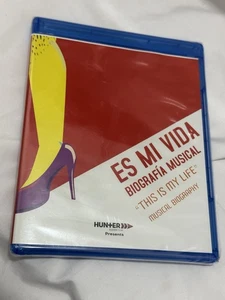 ES MI VIDA
BIOGRAFÍA MUSICAL
"THIS IS MY LIFE"
MUSICAL BIOGRAPHY
HUNTER
Presents